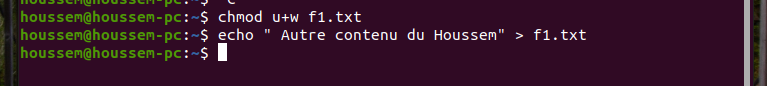 houssem@houssem-pc:~$ chmod u+w f1.txt
houssem@houssem-pc:~$ echo " Autre contenu du Houssem" > f1.txt
houssem@houssem-pc:~$